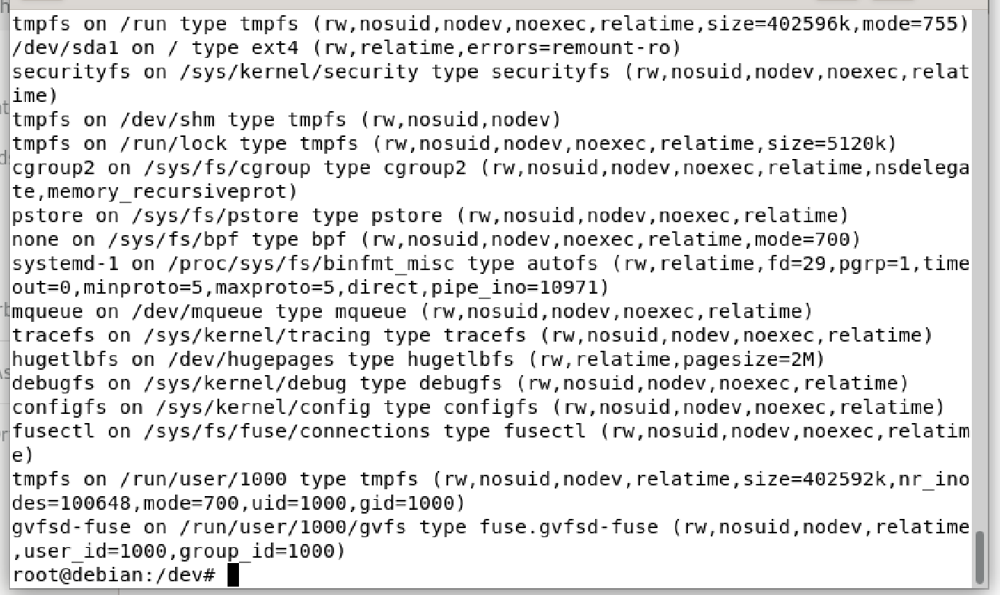 tmpfs on /run type tmpfs (rw,nosuid,nodev,noexec,relatime,size=402596k,mode=755)
/dev/sda1 on / type ext4 (rw,relatime,errors=remount-ro)
securityfs on /sys/kernel/security type securityfs (rw,nosuid,nodev,noexec,relat
ime)
tmpfs on /dev/shm type tmpfs (rw,nosuid,nodev)
tmpfs on /run/lock type tmpfs (rw,nosuid,nodev,noexec,relatime,size=5120k)
cgroup2 on /sys/fs/cgroup type cgroup2 (rw,nosuid,nodev,noexec,relatime,nsdelega
te,memory_recursiveprot)
pstore on /sys/fs/pstore type pstore (rw,nosuid,nodev,noexec,relatime)
none on /sys/fs/bpf type bpf (rw,nosuid,nodev,noexec,relatime,mode=700)
systemd-1 on /proc/sys/fs/binfmt_misc type autofs (rw,relatime,fd=29,pgrp=1,time
out=0,minproto=5,maxproto=5,direct,pipe_ino=10971)
mqueue on /dev/mqueue type mqueue (rw,nosuid,nodev,noexec,relatime)
tracefs on /sys/kernel/tracing type tracefs (rw,nosuid,nodev,noexec,relatime)
hugetlbfs on /dev/hugepages type hugetlbfs (rw,relatime,pagesize=2M)
debugfs on /sys/kernel/debug type debugfs (rw,nosuid,nodev,noexec,relatime)
configfs on /sys/kernel/config type configfs (rw,nosuid,nodev,noexec,relatime)
fusectl on /sys/fs/fuse/connections type fusectl (rw,nosuid,nodev,noexec,relatim
e)
tmpfs on /run/user/1000 type tmpfs (rw,nosuid,nodev,relatime,size=402592k,nr_ino
des=100648,mode=700,uid=1000,gid=1000)
gvfsd-fuse on /run/user/1000/gvfs type fuse.gvfsd-fuse (rw,nosuid,nodev,relatime
,user_id=1000,group_id=1000)
root@debian:/dev#